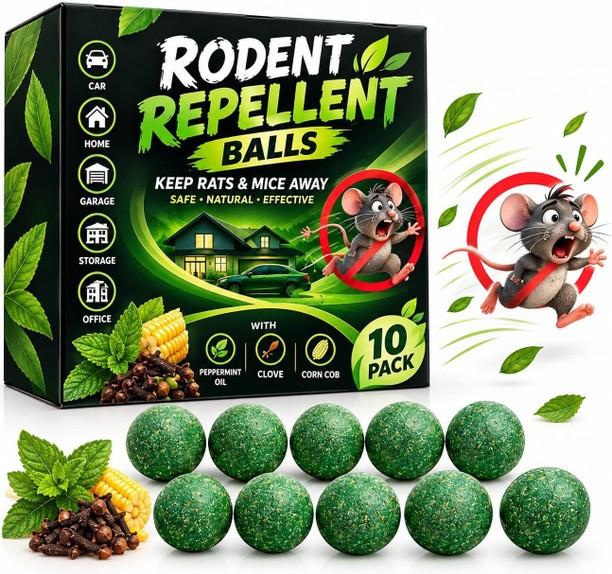 RODENT
REPELLENT
BALLS
KEEP RATS & MICE AWAY
SAFE • NATURAL • EFFECTIVE
CAR
HOME
GARAGE
STORAGE
OFFICE
WITH
PEPPERMINT
OIL
CLOVE
CORN COB
10
PACK